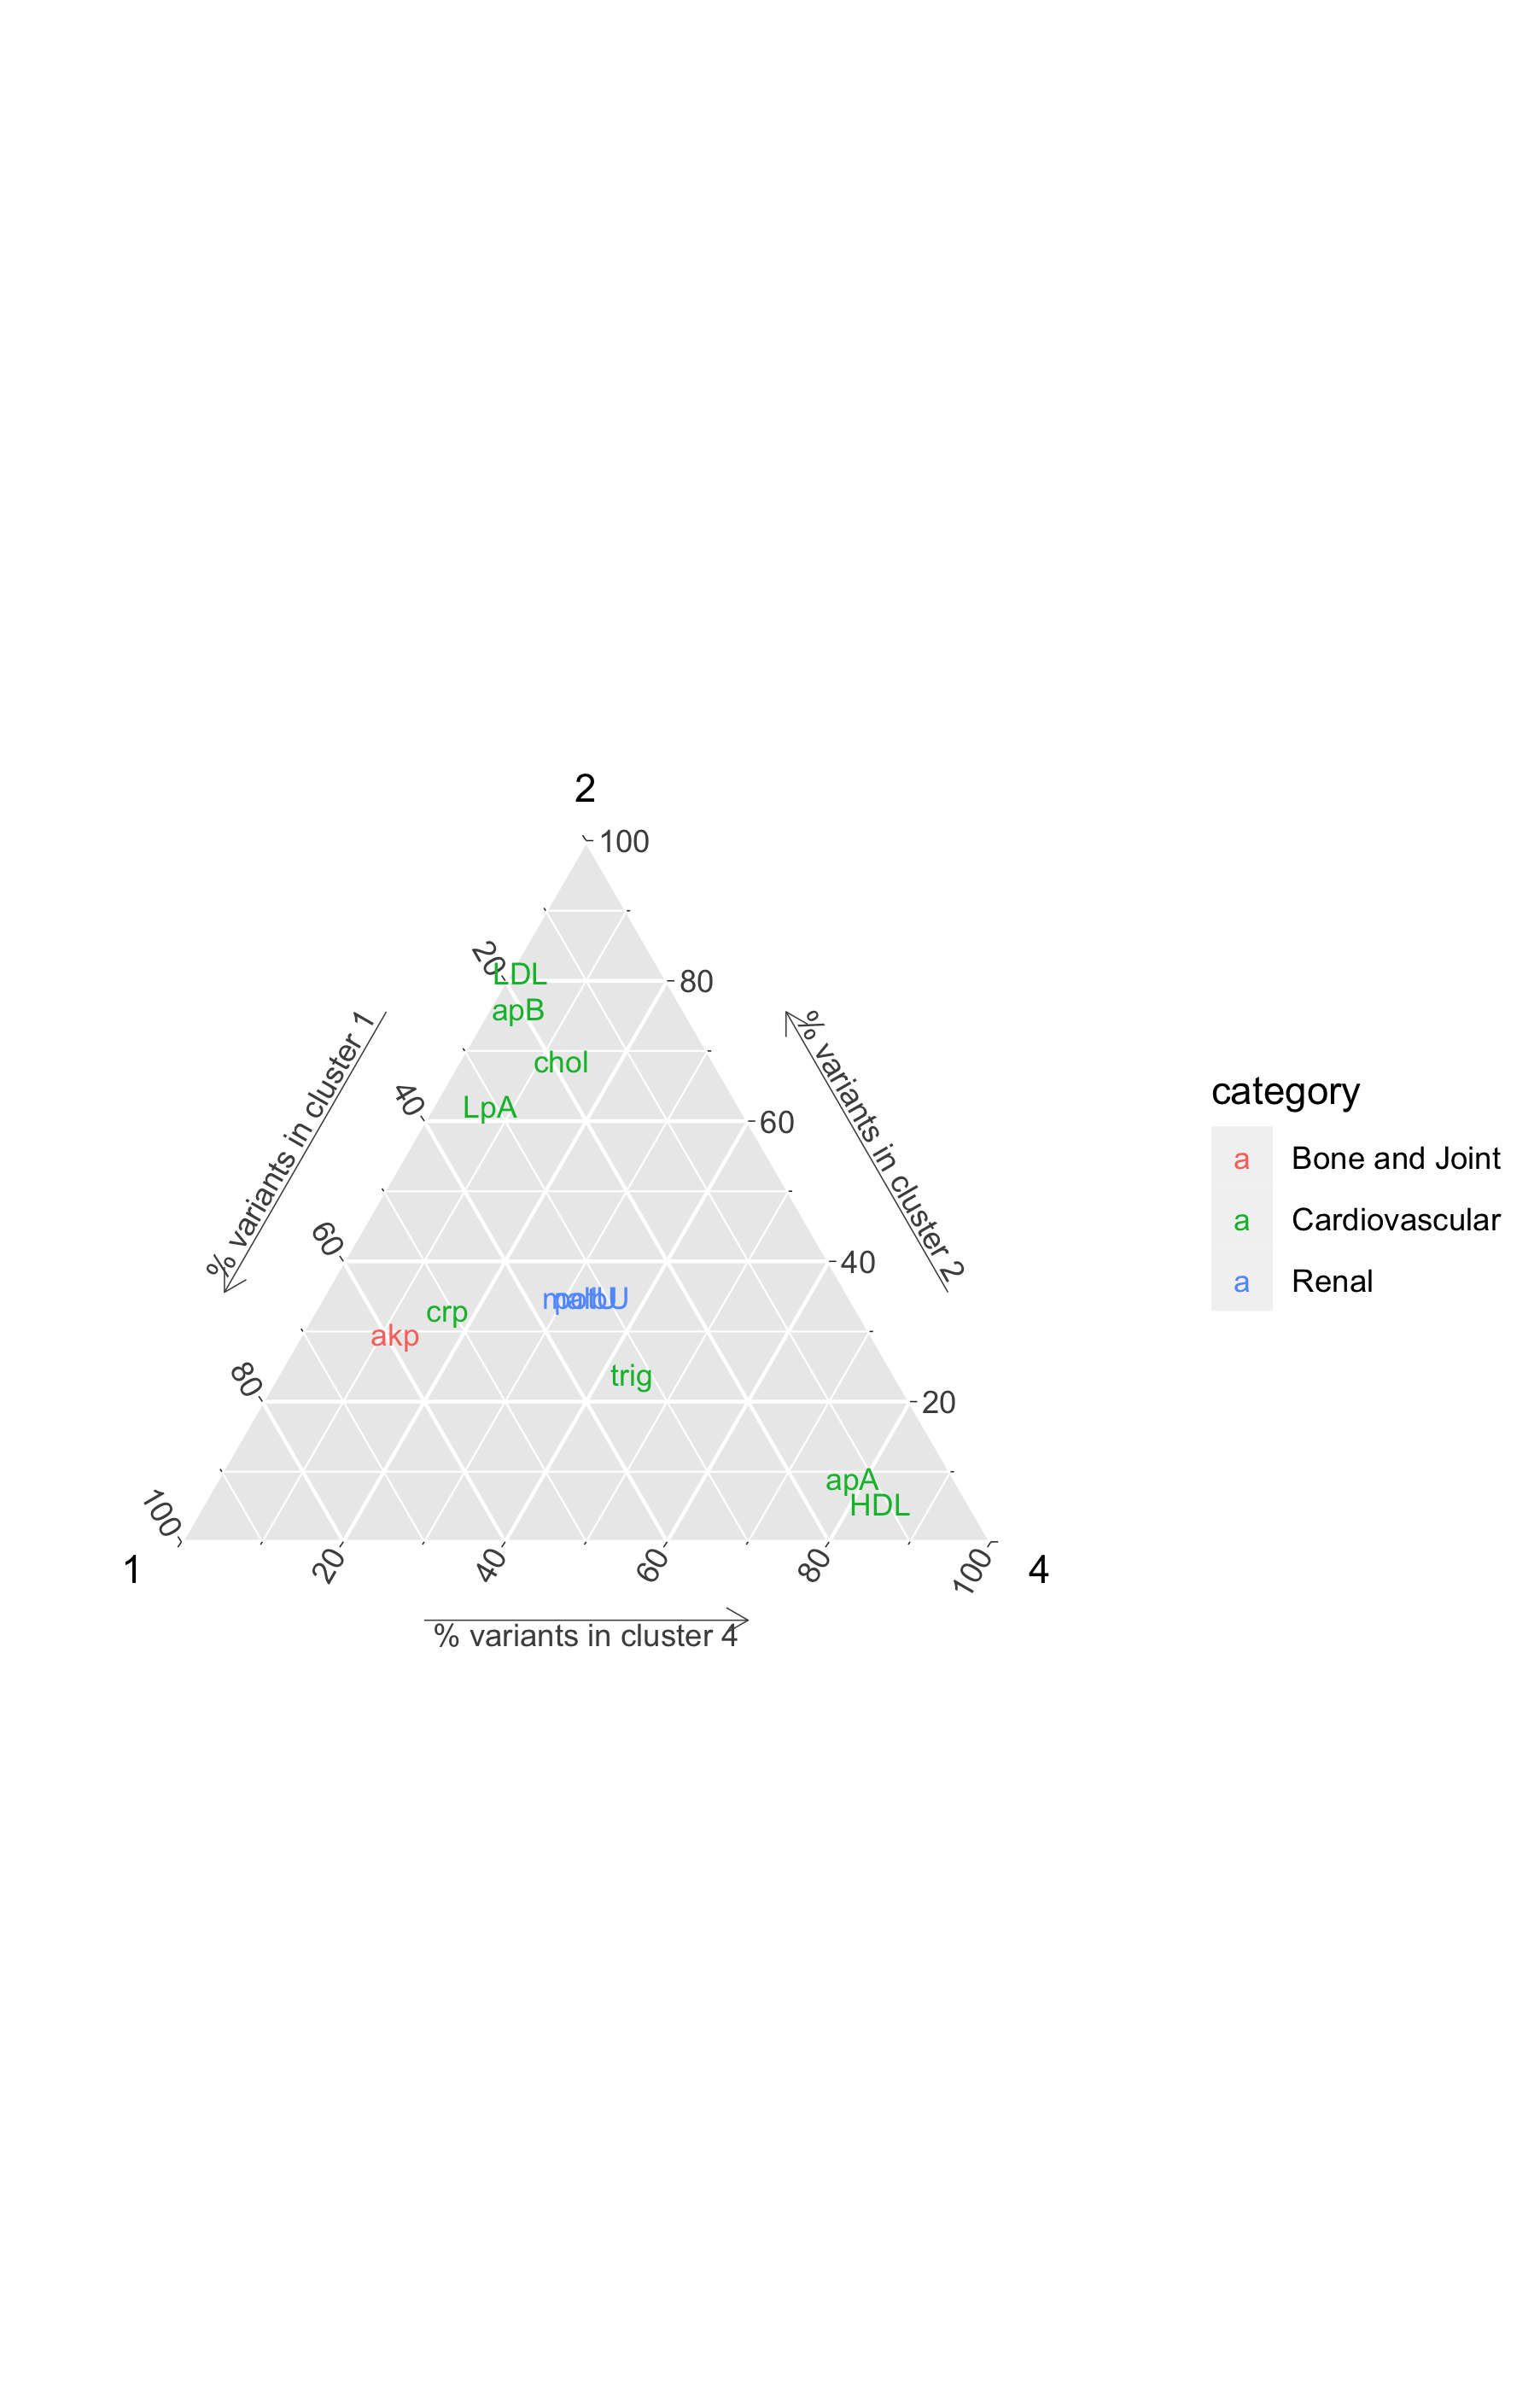 2
100
20
LDL
80
apB
% variants in cluster 1
% variants in cluster 2
chol
category
40
LpA
60
a Bone and Joint
a Cardiovascular
60
40
a Renal
crp
akp
trig
80
20
apA
HDL
100
1
20
40
60
80
100
4
% variants in cluster 4